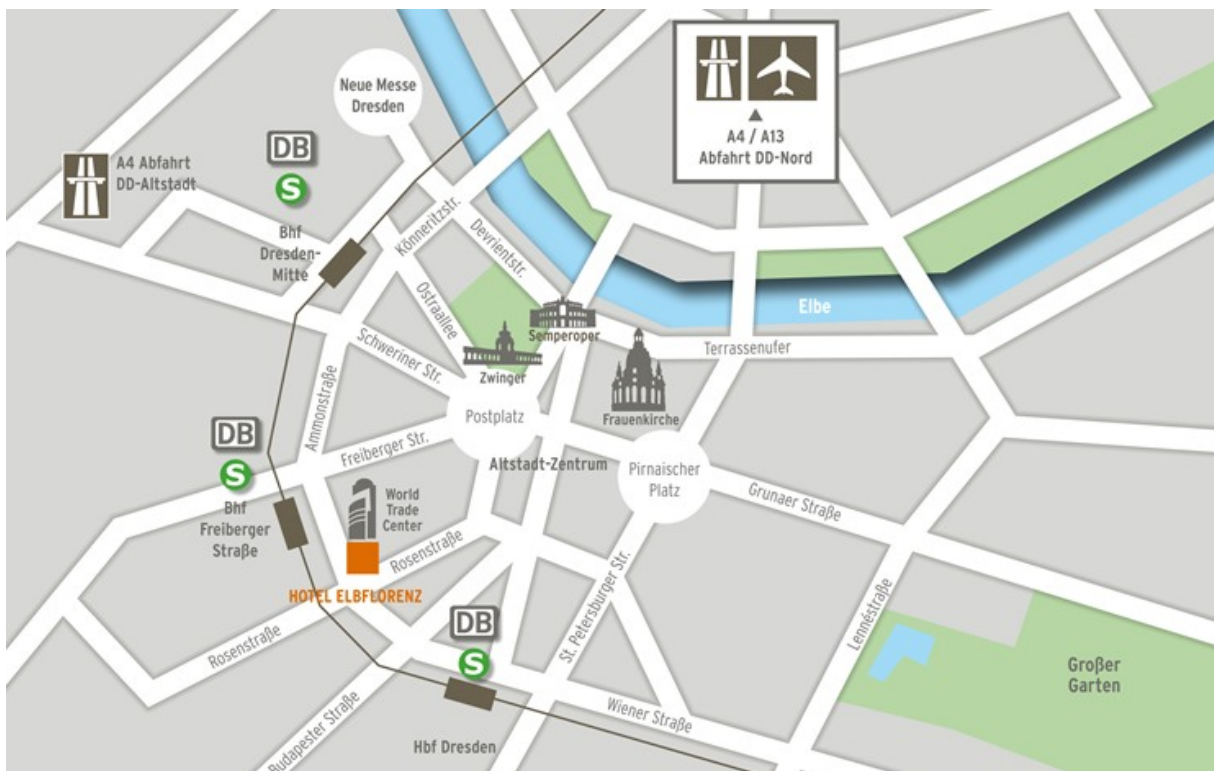 Neue Messe
Dresden
A4 / A13
Abfahrt DD-Nord
DB
S
A4 Abfahrt
DD-Altstadt
Bhf
Dresden-
Mitte
Könneritzstr.
Devrientstr.
Ostraallee
Semperoper
Elbe
Terrassenufer
Schweriner Str.
Zwinger
Frauenkirche
Ammonstraße
Postplatz
DB
S
Freiberger Str.
Altstadt-Zentrum
Pirnaischer
Platz
Bhf
Freiberger
Straße
World
Trade
Center
Grunaer Straße
Rosenstraße
HOTEL ELBFLORENZ
Rosenstraße
DB
S
St. Petersburger Str.
Lennéstraße
Großer
Garten
Budapester Straße
Wiener Straße
Hbf Dresden